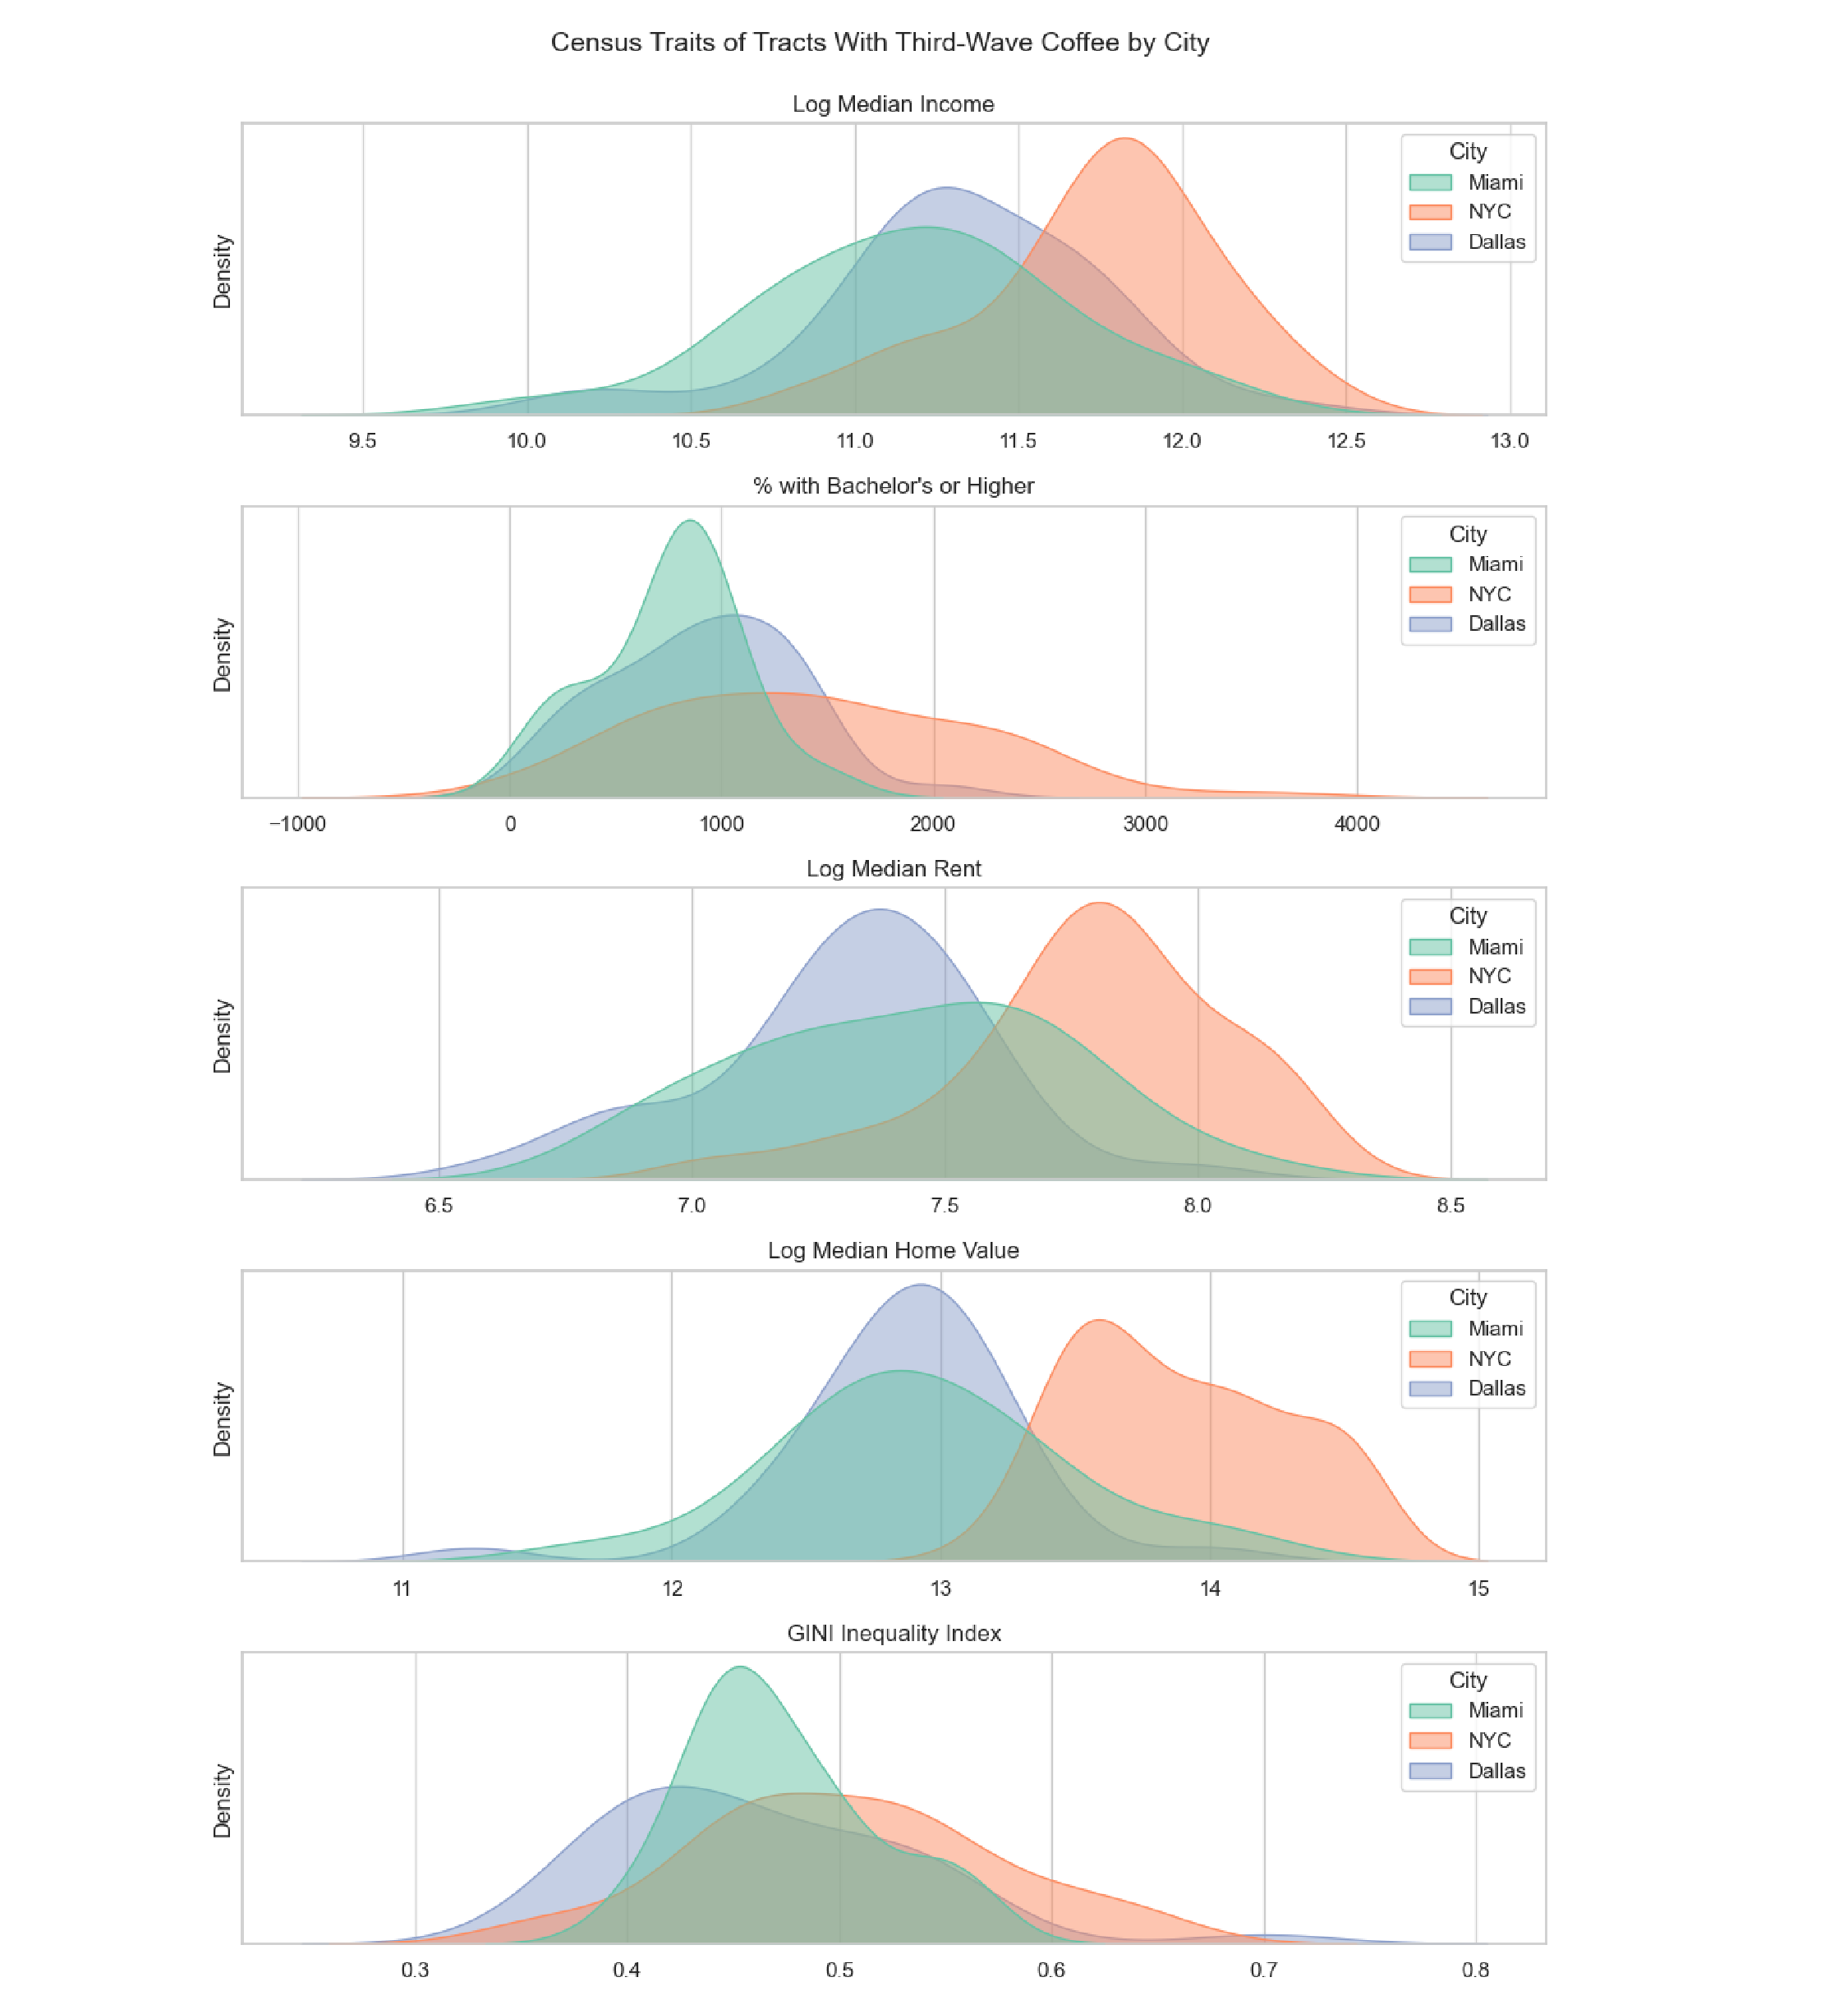 Census Traits of Tracts With Third-Wave Coffee by City
Log Median Income
Density
City
Miami
NYC
Dallas
9.5 10.0 10.5 11.0 11.5 12.0 12.5 13.0
% with Bachelor's or Higher
Density
City
Miami
NYC
Dallas
−1000 0 1000 2000 3000 4000
Log Median Rent
Density
City
Miami
NYC
Dallas
6.5 7.0 7.5 8.0 8.5
Log Median Home Value
Density
City
Miami
NYC
Dallas
11 12 13 14 15
GINI Inequality Index
Density
City
Miami
NYC
Dallas
0.3 0.4 0.5 0.6 0.7 0.8